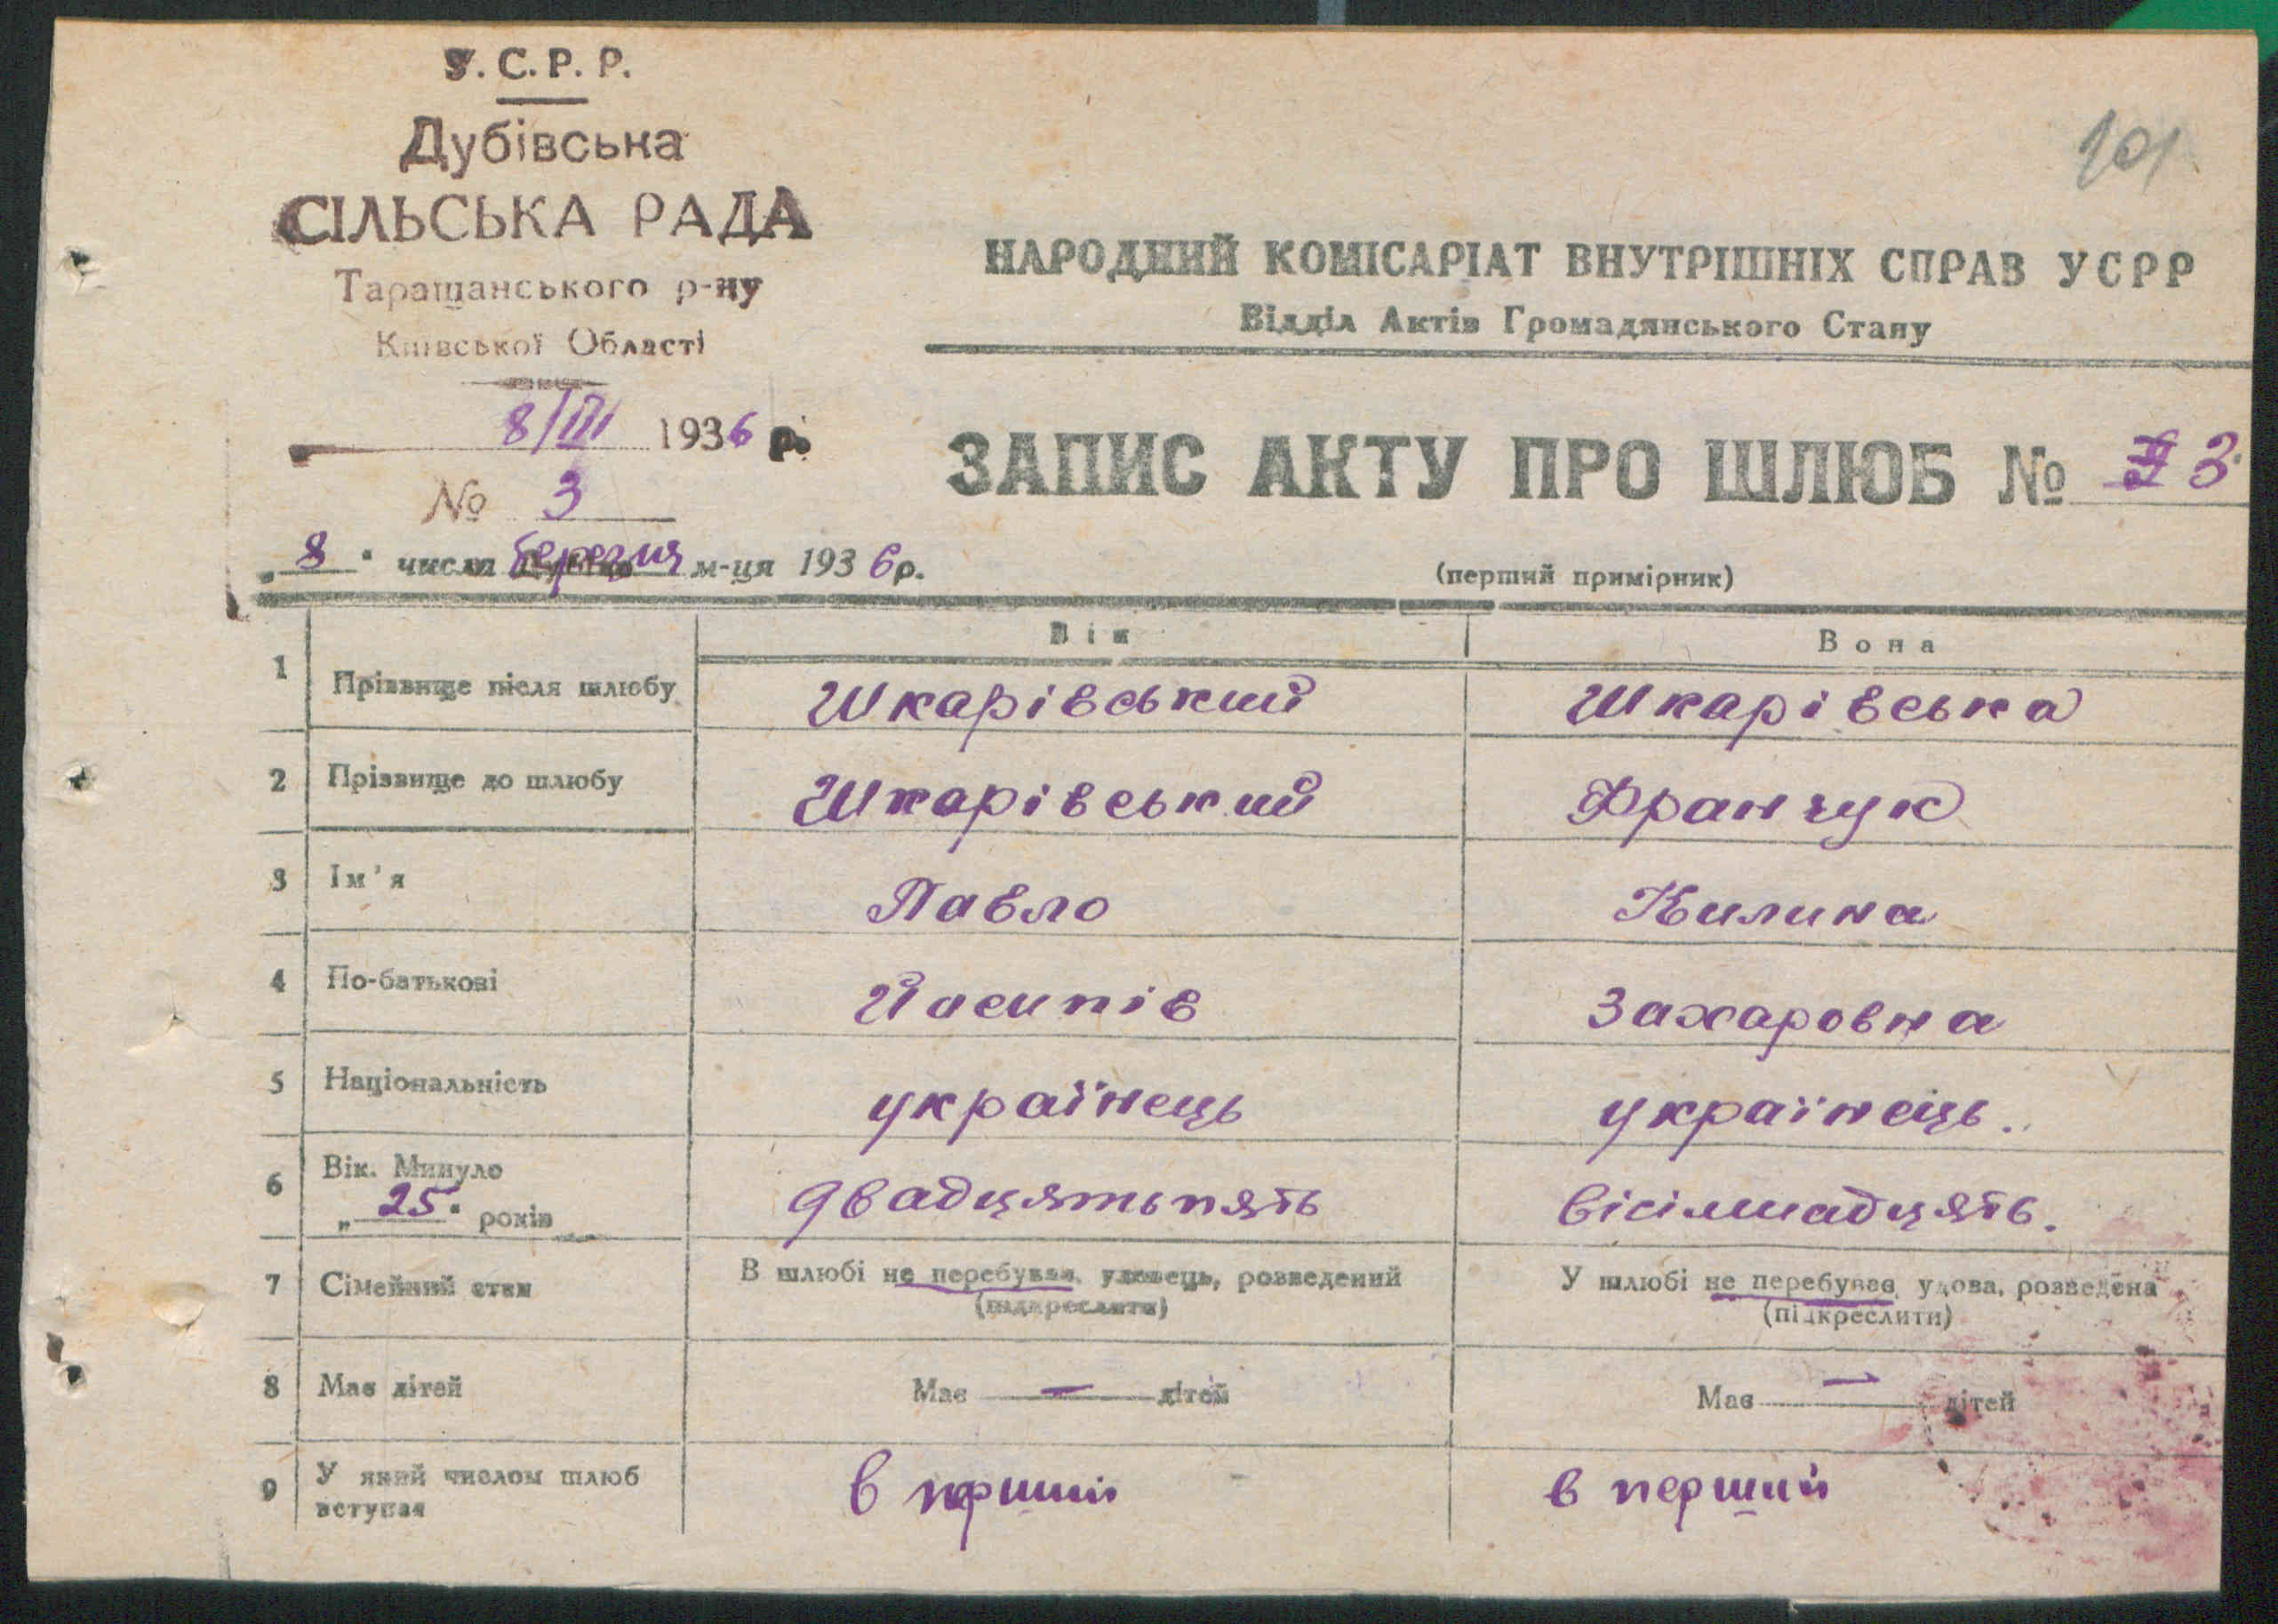 У. С. Р. Р.
Дубівська
СІЛЬСЬКА РАДА
Таращанського р-ну
Київської Області
8/III 1936 р.
№ 3
101
НАРОДНИЙ КОМІСАРІАТ ВНУТРІШНІХ СПРАВ УСРР
Відділ Актів Громадянського Стану
ЗАПИС АКТУ ПРО ШЛЮБ № 3
„8" числа березня м-ця 1936 р.
(перший примірник)
Він Вона
1 Прізвище після шлюбу Шкарівський Шкарівська
2 Прізвище до шлюбу Шкарівський Франчук
3 Ім'я Павло Килина
4 По-батькові Йосипів Захаровна
5 Національність українець українець.
6 Вік. Минуло
„25" років двадцятьпять вісімнадцять.
7 Сімейний стан В шлюбі не перебував, удовець, розведений У шлюбі не перебував, удова, розведена
(підкреслити) (підкреслити)
8 Має дітей Має — дітей Має — дітей
9 У який числом шлюб
вступає в перший в перший